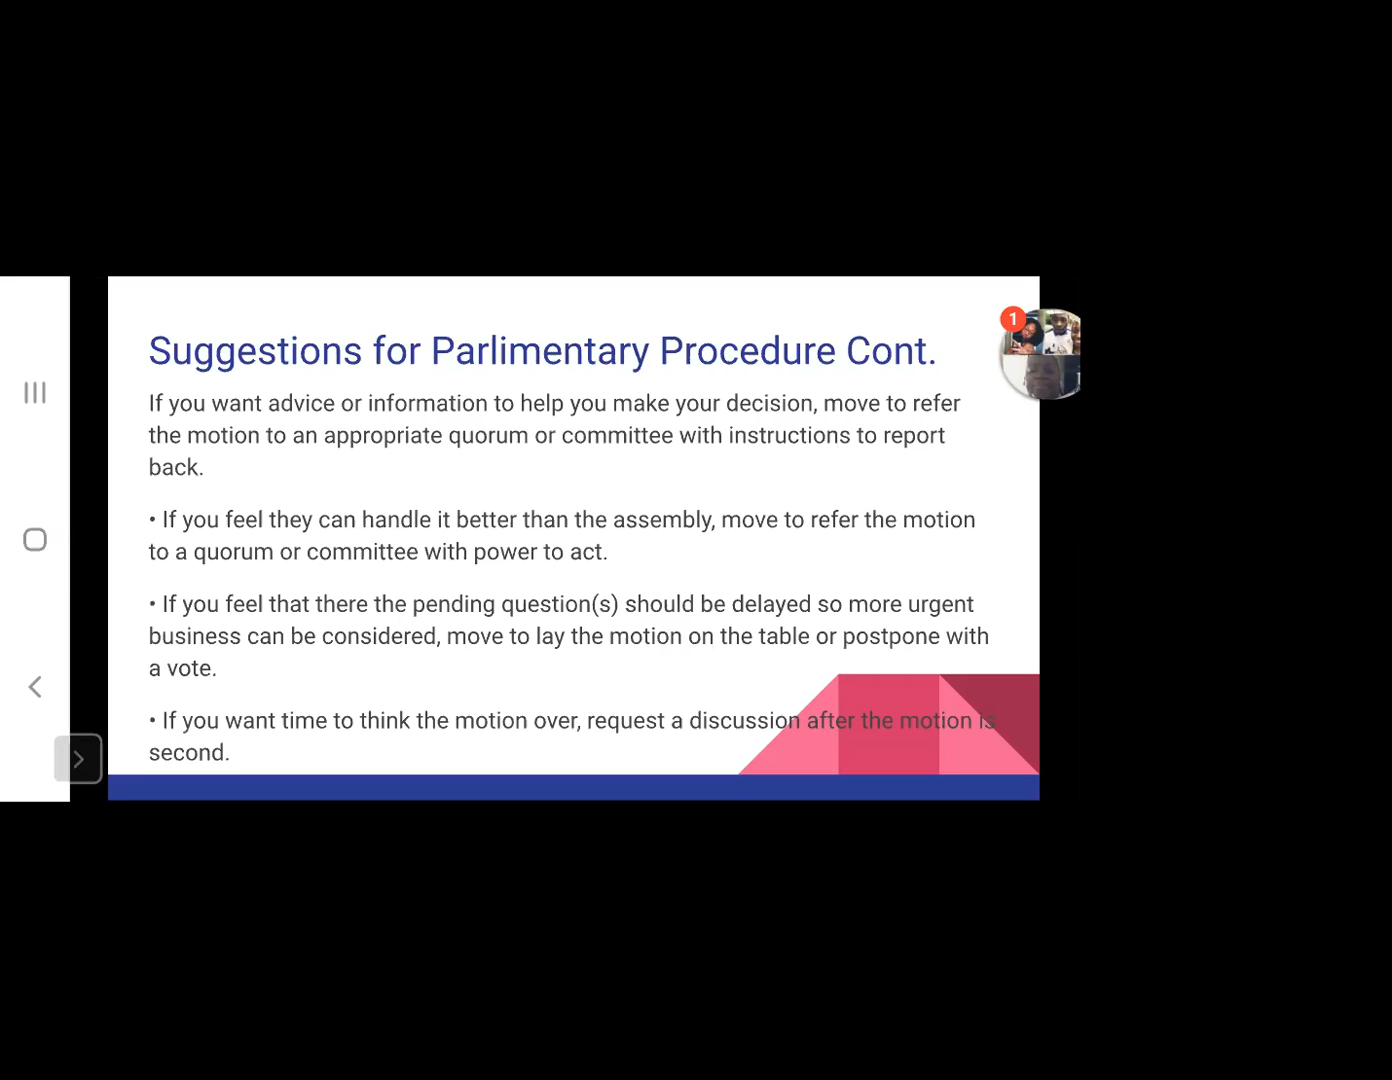 Suggestions for Parlimentary Procedure Cont.
1
If you want advice or information to help you make your decision, move to refer
the motion to an appropriate quorum or committee with instructions to report
back.
• If you feel they can handle it better than the assembly, move to refer the motion
to a quorum or committee with power to act.
• If you feel that there the pending question(s) should be delayed so more urgent
business can be considered, move to lay the motion on the table or postpone with
a vote.
• If you want time to think the motion over, request a discussion after the motion is
second.